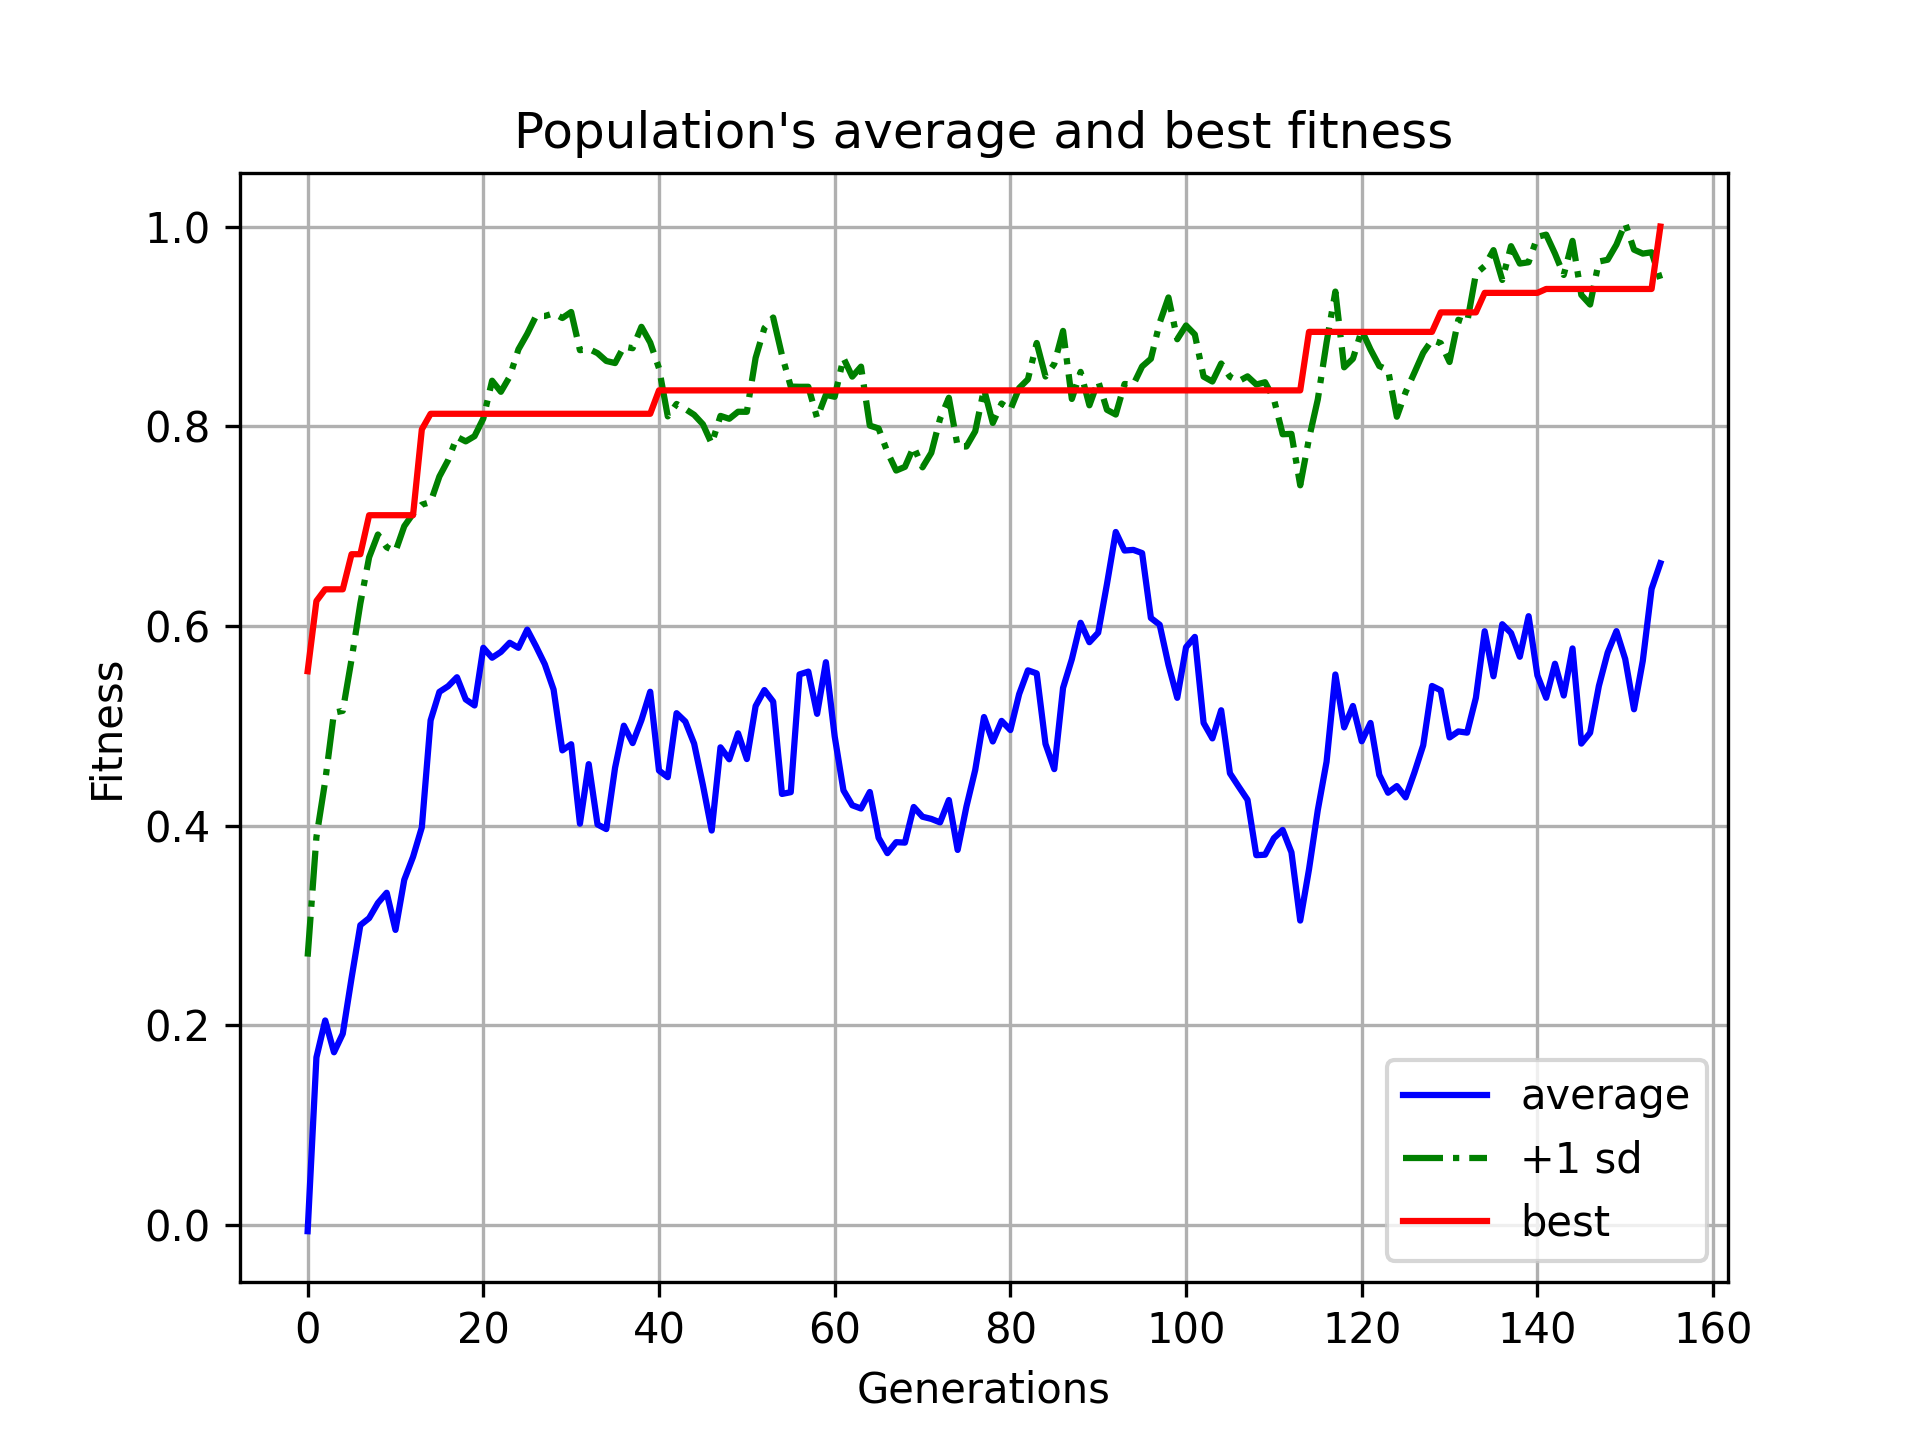 Population's average and best fitness
1.0
0.8
0.6
0.4
0.2
0.0
Fitness
0 20 40 60 80 100 120 140 160
Generations
average
+1 sd
best